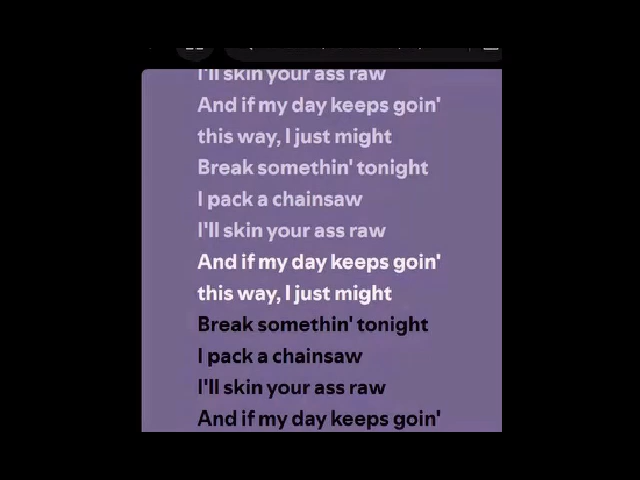 I'll skin your ass raw
And if my day keeps goin'
this way, I just might
Break somethin' tonight
I pack a chainsaw
I'll skin your ass raw
And if my day keeps goin'
this way, I just might
Break somethin' tonight
I pack a chainsaw
I'll skin your ass raw
And if my day keeps goin'